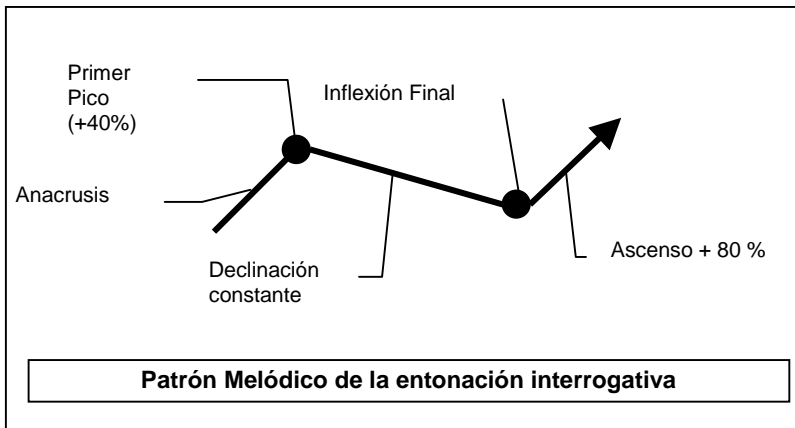 Primer
Pico
(+40%)
Inflexión Final
Anacrusis
Declinación
constante
Ascenso + 80 %
Patrón Melódico de la entonación interrogativa